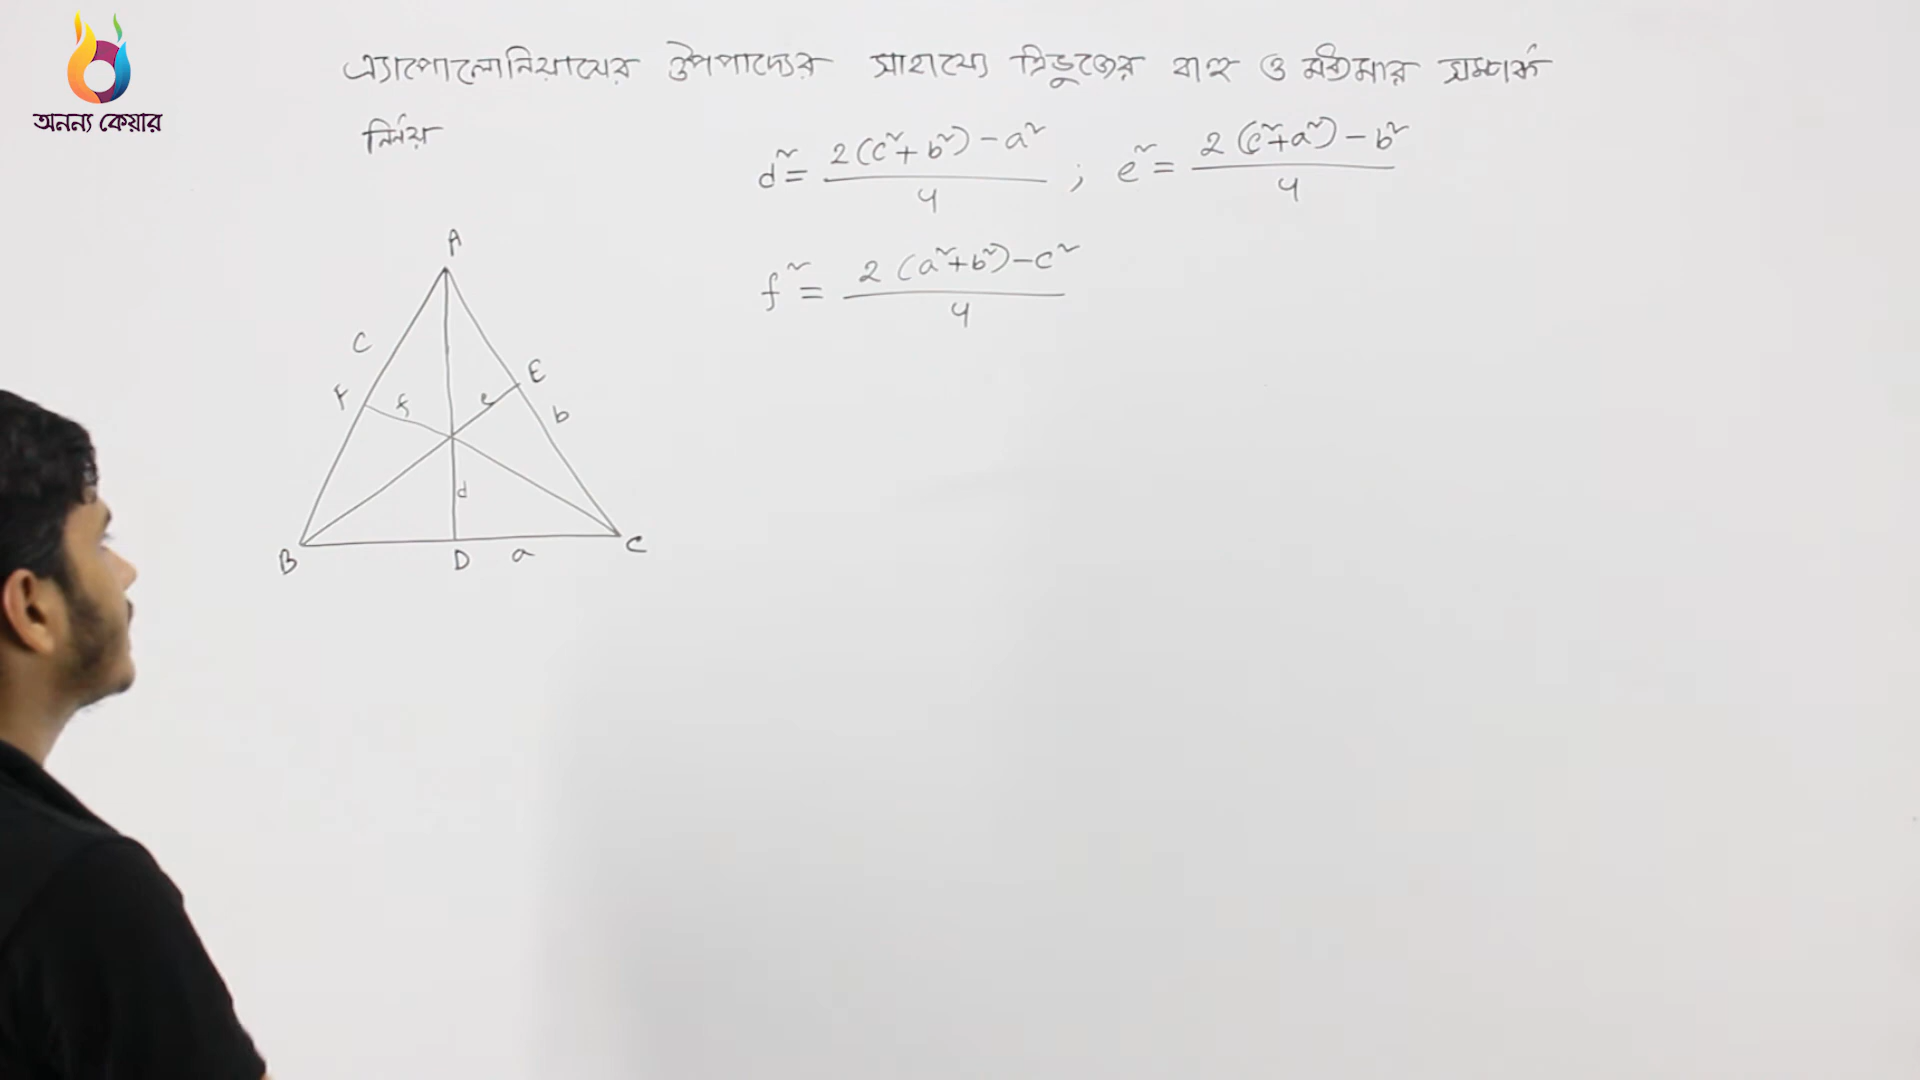 অনন্য কেয়ার
এ্যাপোলোনিয়াসের উপপাদ্যের সাহায্যে ত্রিভুজের বাহু ও মধ্যমার সম্পর্ক
নির্ণয়
d² = 2(c²+b²)-a² / 4 ; e² = 2(c²+a²)-b² / 4
f² = 2(a²+b²)-c² / 4
A
C
E
F f e b
d
B D a C